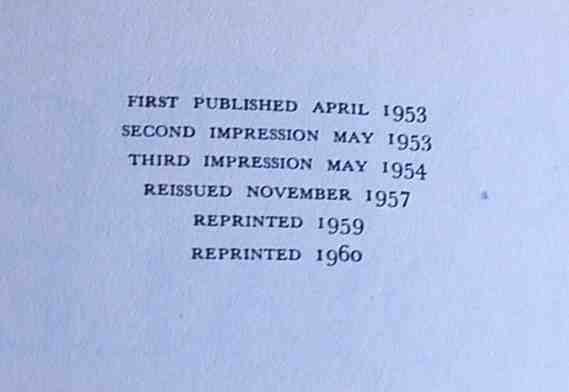 FIRST PUBLISHED APRIL 1953
SECOND IMPRESSION MAY 1953
THIRD IMPRESSION MAY 1954
REISSUED NOVEMBER 1957
REPRINTED 1959
REPRINTED 1960